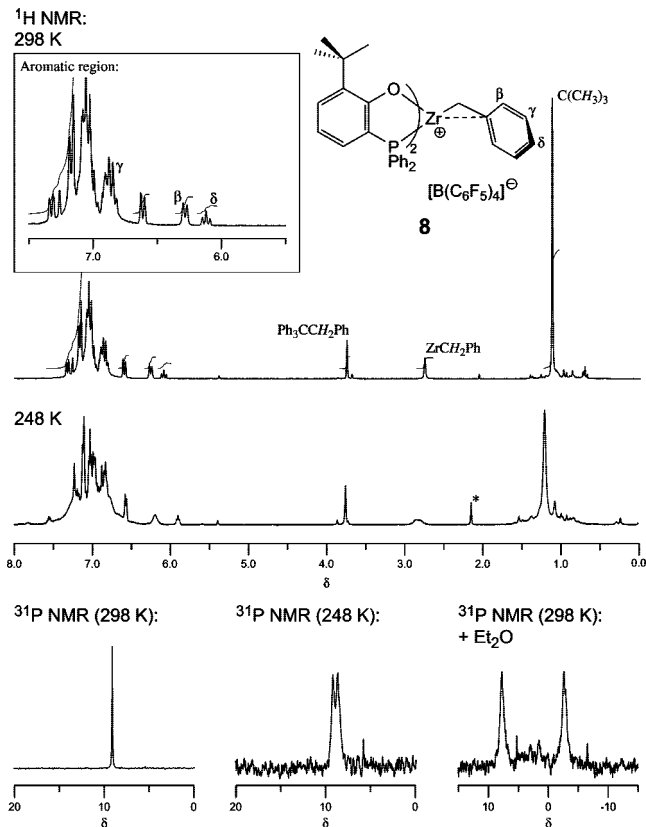 ¹H NMR:
298 K
Aromatic region:
γ
β
δ
7.0
6.0
O
Zr
⊕
P
Ph₂
2
β
γ
δ
[B(C₆F₅)₄]⊖
8
C(CH₃)₃
Ph₃CCH₂Ph
ZrCH₂Ph
248 K
*
8.0 7.0 6.0 5.0 4.0 3.0 2.0 1.0 0.0
δ
³¹P NMR (298 K):
20 10 0
δ
³¹P NMR (248 K):
20 10 0
δ
³¹P NMR (298 K):
+ Et₂O
10 0 -10
δ